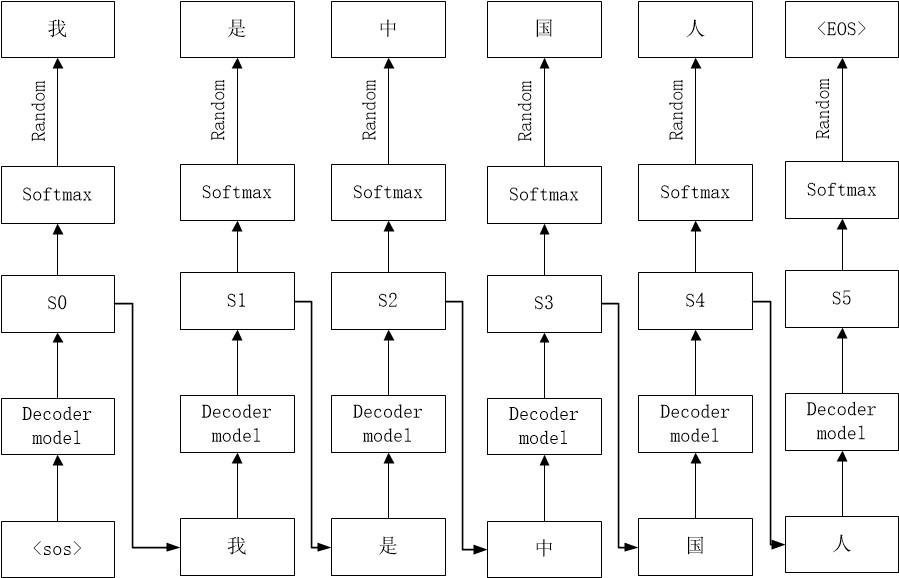 我
是
中
国
人
<EOS>
Random
Random
Random
Random
Random
Random
Softmax
Softmax
Softmax
Softmax
Softmax
Softmax
S0
S1
S2
S3
S4
S5
Decoder
model
Decoder
model
Decoder
model
Decoder
model
Decoder
model
Decoder
model
<sos>
我
是
中
国
人